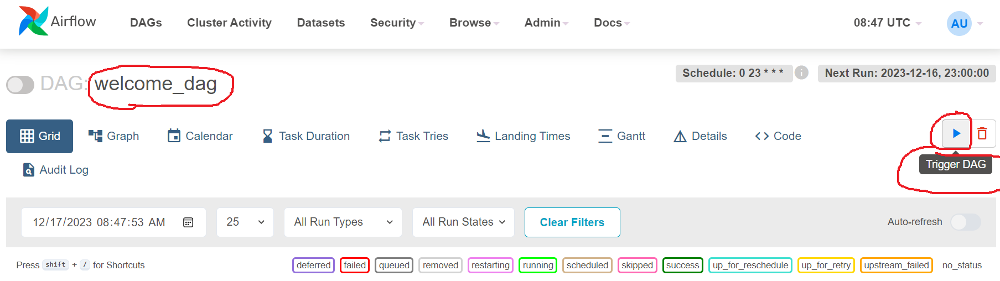 Airflow DAGs Cluster Activity Datasets Security Browse Admin Docs 08:47 UTC AU
DAG: welcome_dag Schedule: 0 23 * * * i Next Run: 2023-12-16, 23:00:00
Grid Graph Calendar Task Duration Task Tries Landing Times Gantt Details Code
Audit Log
Trigger DAG
12/17/2023 08:47:53 AM 25 All Run Types All Run States Clear Filters Auto-refresh
Press shift + / for Shortcuts deferred failed queued removed restarting running scheduled skipped success up_for_reschedule up_for_retry upstream_failed no_status